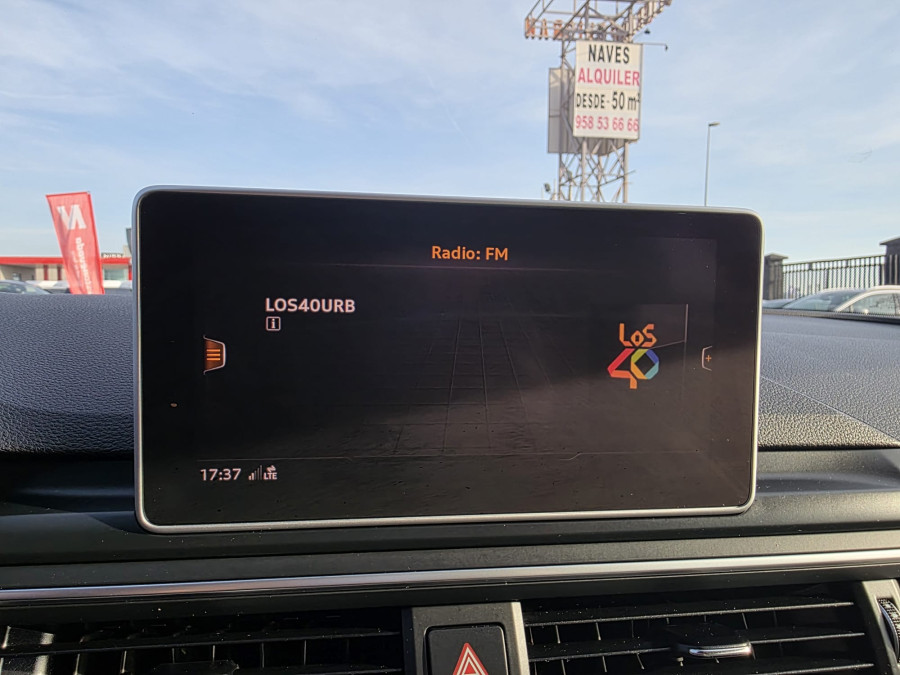 NAVES
ALQUILER
DESDE- 50 m²
958 53 66 66
N
Radio: FM
LOS40URB
i
LOS
40
+
17:37
LTE